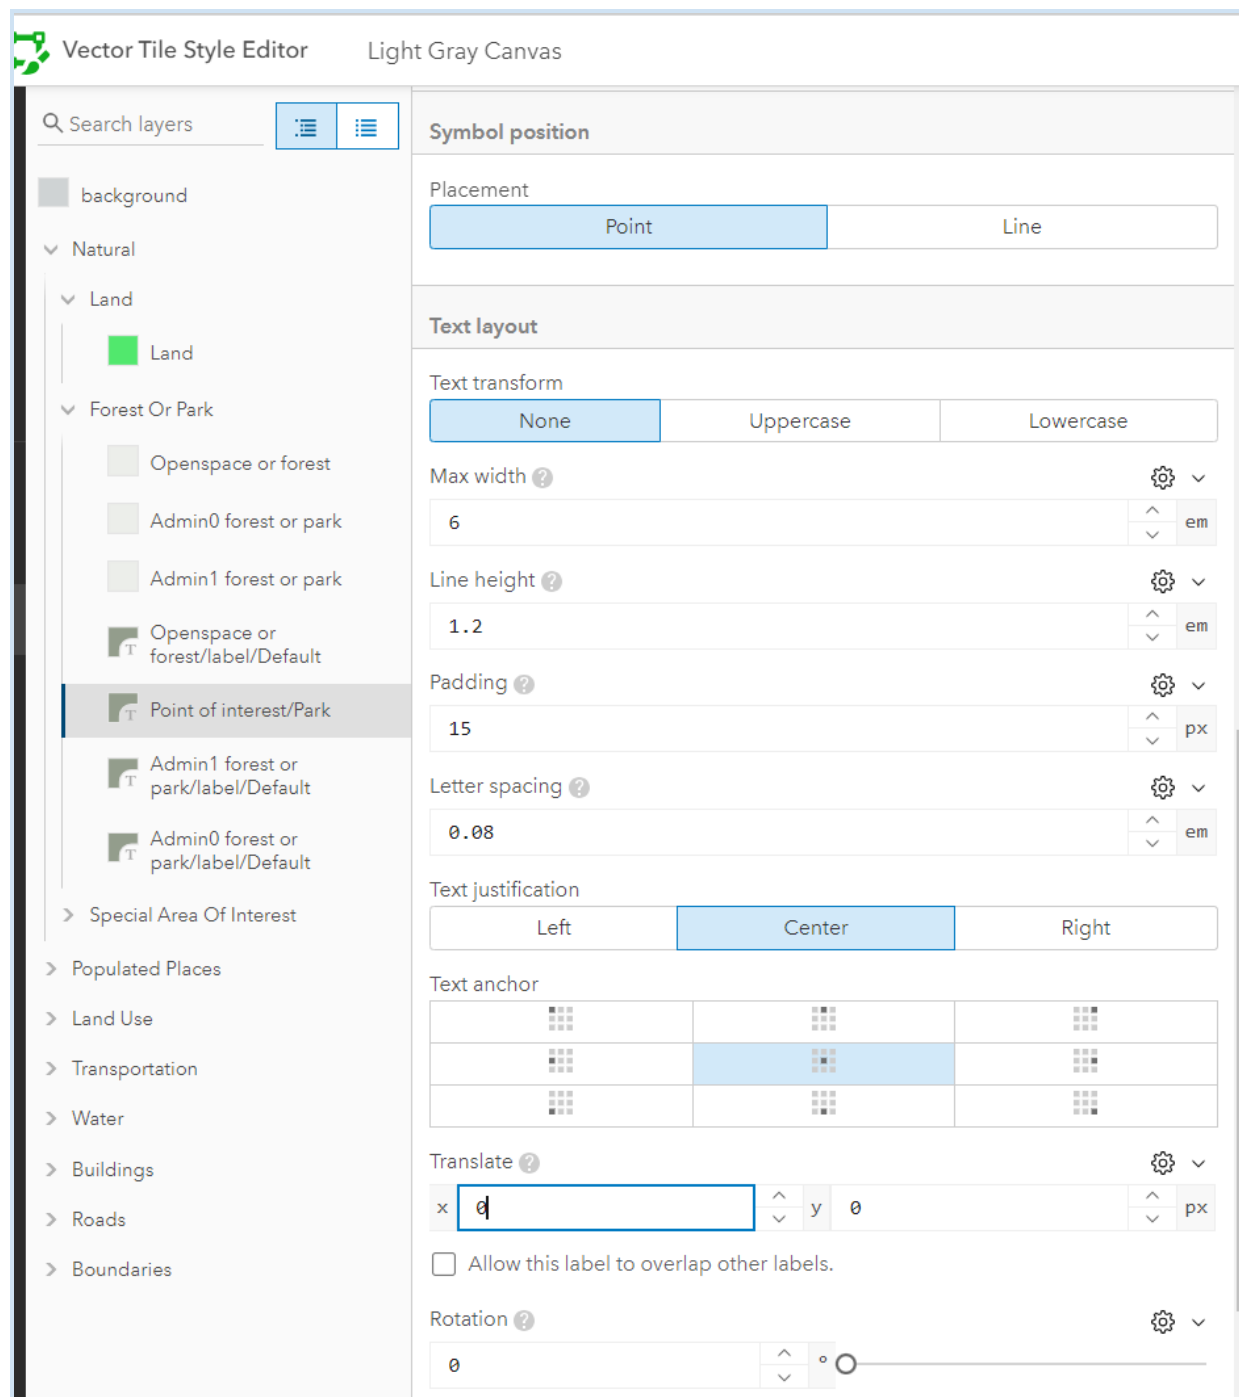 Vector Tile Style Editor
Light Gray Canvas
Search layers
background
Natural
Land
Land
Forest Or Park
Openspace or forest
Admin0 forest or park
Admin1 forest or park
Openspace or
forest/label/Default
Point of interest/Park
Admin1 forest or
park/label/Default
Admin0 forest or
park/label/Default
Special Area Of Interest
Populated Places
Land Use
Transportation
Water
Buildings
Roads
Boundaries
Symbol position
Placement
Point Line
Text layout
Text transform
None Uppercase Lowercase
Max width ?
6 em
Line height ?
1.2 em
Padding ?
15 px
Letter spacing ?
0.08 em
Text justification
Left Center Right
Text anchor
Translate ?
x 0 y 0 px
Allow this label to overlap other labels.
Rotation ?
0 °